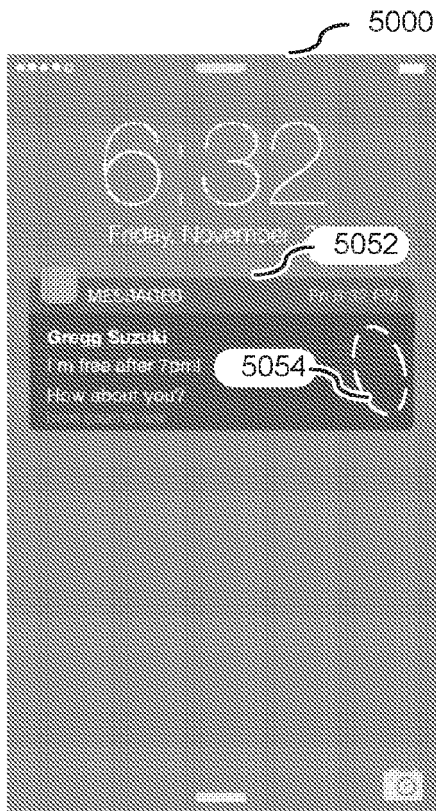 5000
6:32
Friday, November
5052
MESSAGES
Gregg Suzuki
I'm free after 7pm!
5054
How about you?